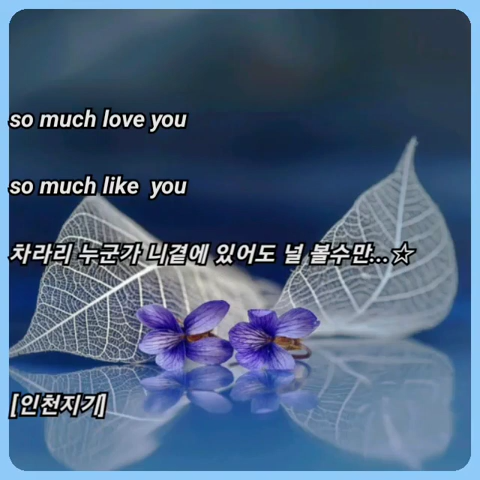 so much love you
so much like  you
차라리 누군가 니곁에 있어도 널 볼수만...☆
[인천지기]